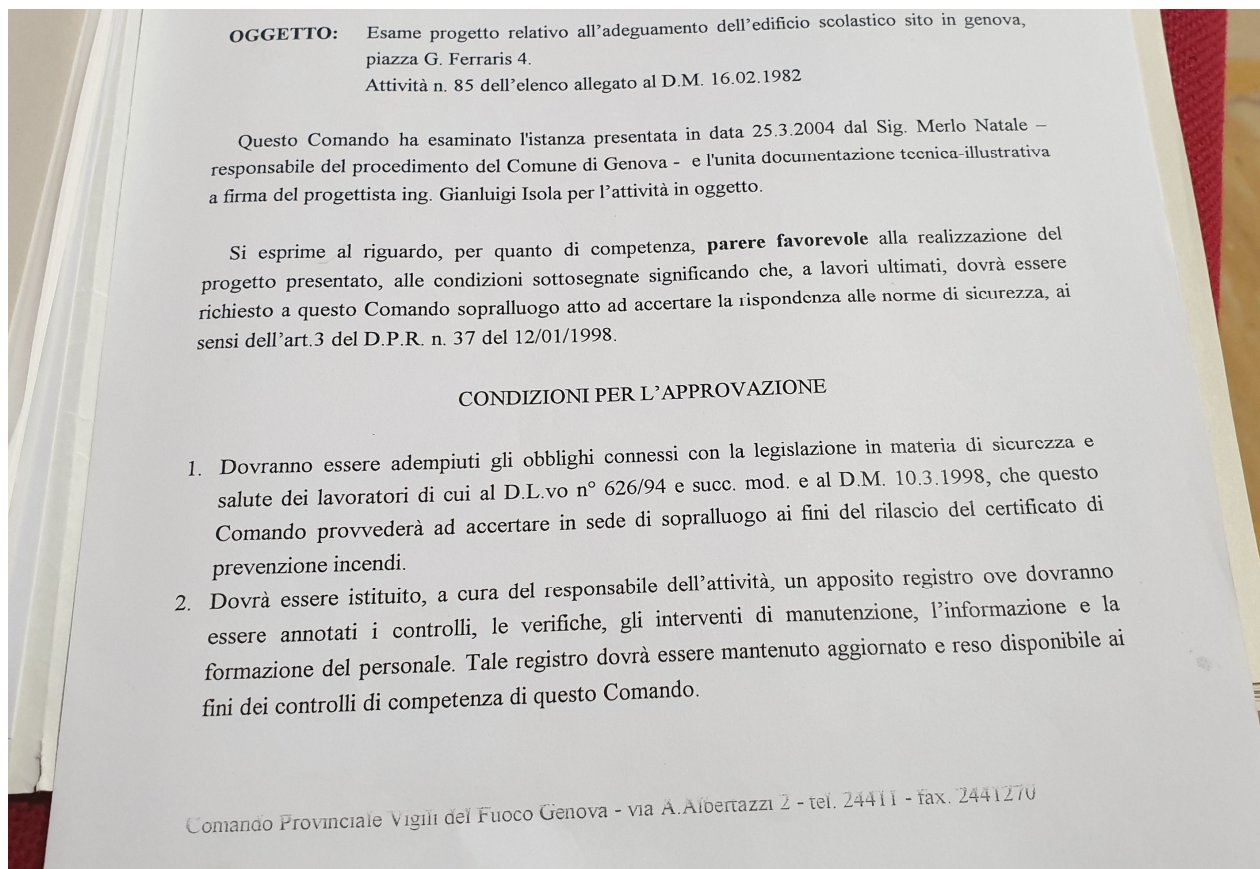 OGGETTO: Esame progetto relativo all'adeguamento dell'edificio scolastico sito in genova,
piazza G. Ferraris 4.
Attività n. 85 dell'elenco allegato al D.M. 16.02.1982
Questo Comando ha esaminato l'istanza presentata in data 25.3.2004 dal Sig. Merlo Natale –
responsabile del procedimento del Comune di Genova - e l'unita documentazione tecnica-illustrativa
a firma del progettista ing. Gianluigi Isola per l'attività in oggetto.
Si esprime al riguardo, per quanto di competenza, parere favorevole alla realizzazione del
progetto presentato, alle condizioni sottosegnate significando che, a lavori ultimati, dovrà essere
richiesto a questo Comando sopralluogo atto ad accertare la rispondenza alle norme di sicurezza, ai
sensi dell'art.3 del D.P.R. n. 37 del 12/01/1998.
CONDIZIONI PER L'APPROVAZIONE
1. Dovranno essere adempiuti gli obblighi connessi con la legislazione in materia di sicurezza e
salute dei lavoratori di cui al D.L.vo n° 626/94 e succ. mod. e al D.M. 10.3.1998, che questo
Comando provvederà ad accertare in sede di sopralluogo ai fini del rilascio del certificato di
prevenzione incendi.
2. Dovrà essere istituito, a cura del responsabile dell'attività, un apposito registro ove dovranno
essere annotati i controlli, le verifiche, gli interventi di manutenzione, l'informazione e la
formazione del personale. Tale registro dovrà essere mantenuto aggiornato e reso disponibile ai
fini dei controlli di competenza di questo Comando.
Comando Provinciale Vigili del Fuoco Genova - via A.Albertazzi 2 - tel. 24411 - fax. 2441270